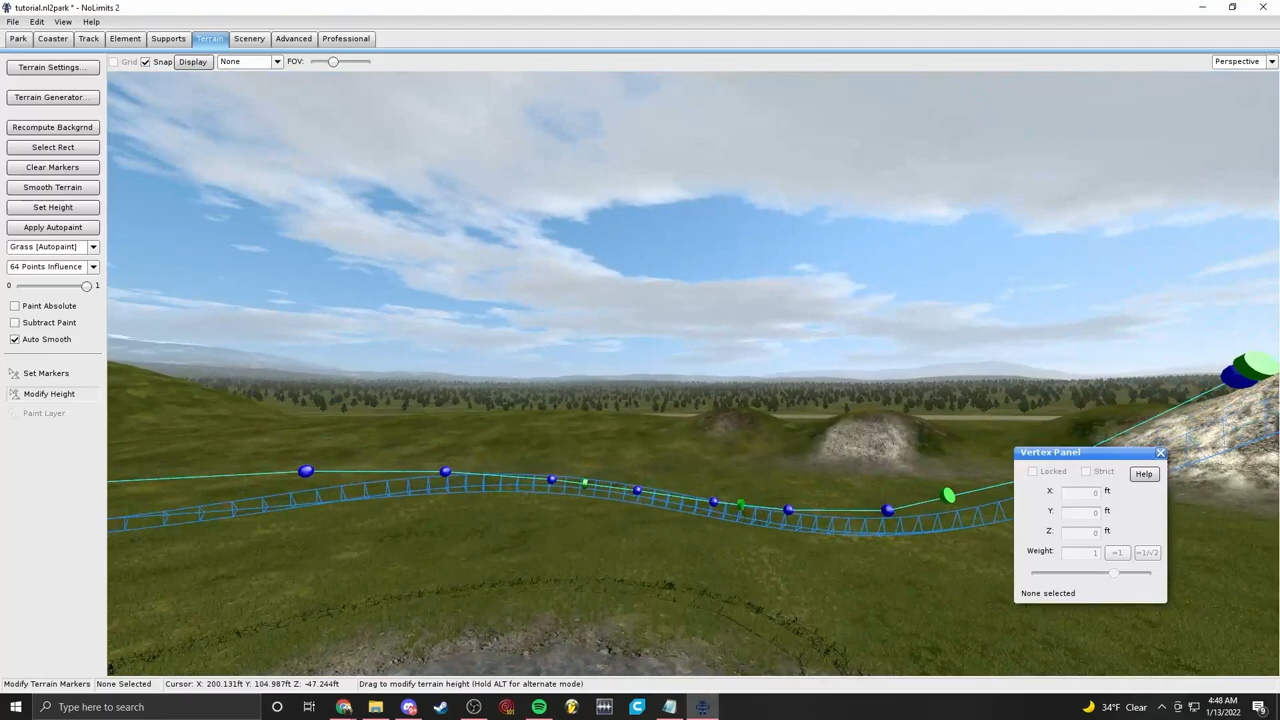 tutorial.nl2park * - NoLimits 2
File Edit View Help
Park Coaster Track Element Supports Terrain Scenery Advanced Professional
Grid Snap Display None FOV: Perspective
Terrain Settings...
Terrain Generator...
Recompute Backgrnd
Select Rect
Clear Markers
Smooth Terrain
Set Height
Apply Autopaint
Grass [Autopaint]
64 Points Influence
0 1
Paint Absolute
Subtract Paint
Auto Smooth
Set Markers
Modify Height
Paint Layer
Vertex Panel
Locked Strict Help
X: 0 ft
Y: 0 ft
Z: 0 ft
Weight: 1 =1 =1/√2
None selected
Modify Terrain Markers None Selected Cursor: X: 200.131ft Y: 104.987ft Z: -47.244ft Drag to modify terrain height (Hold ALT for alternate mode)
Type here to search
34°F Clear
4:48 AM
1/13/2022